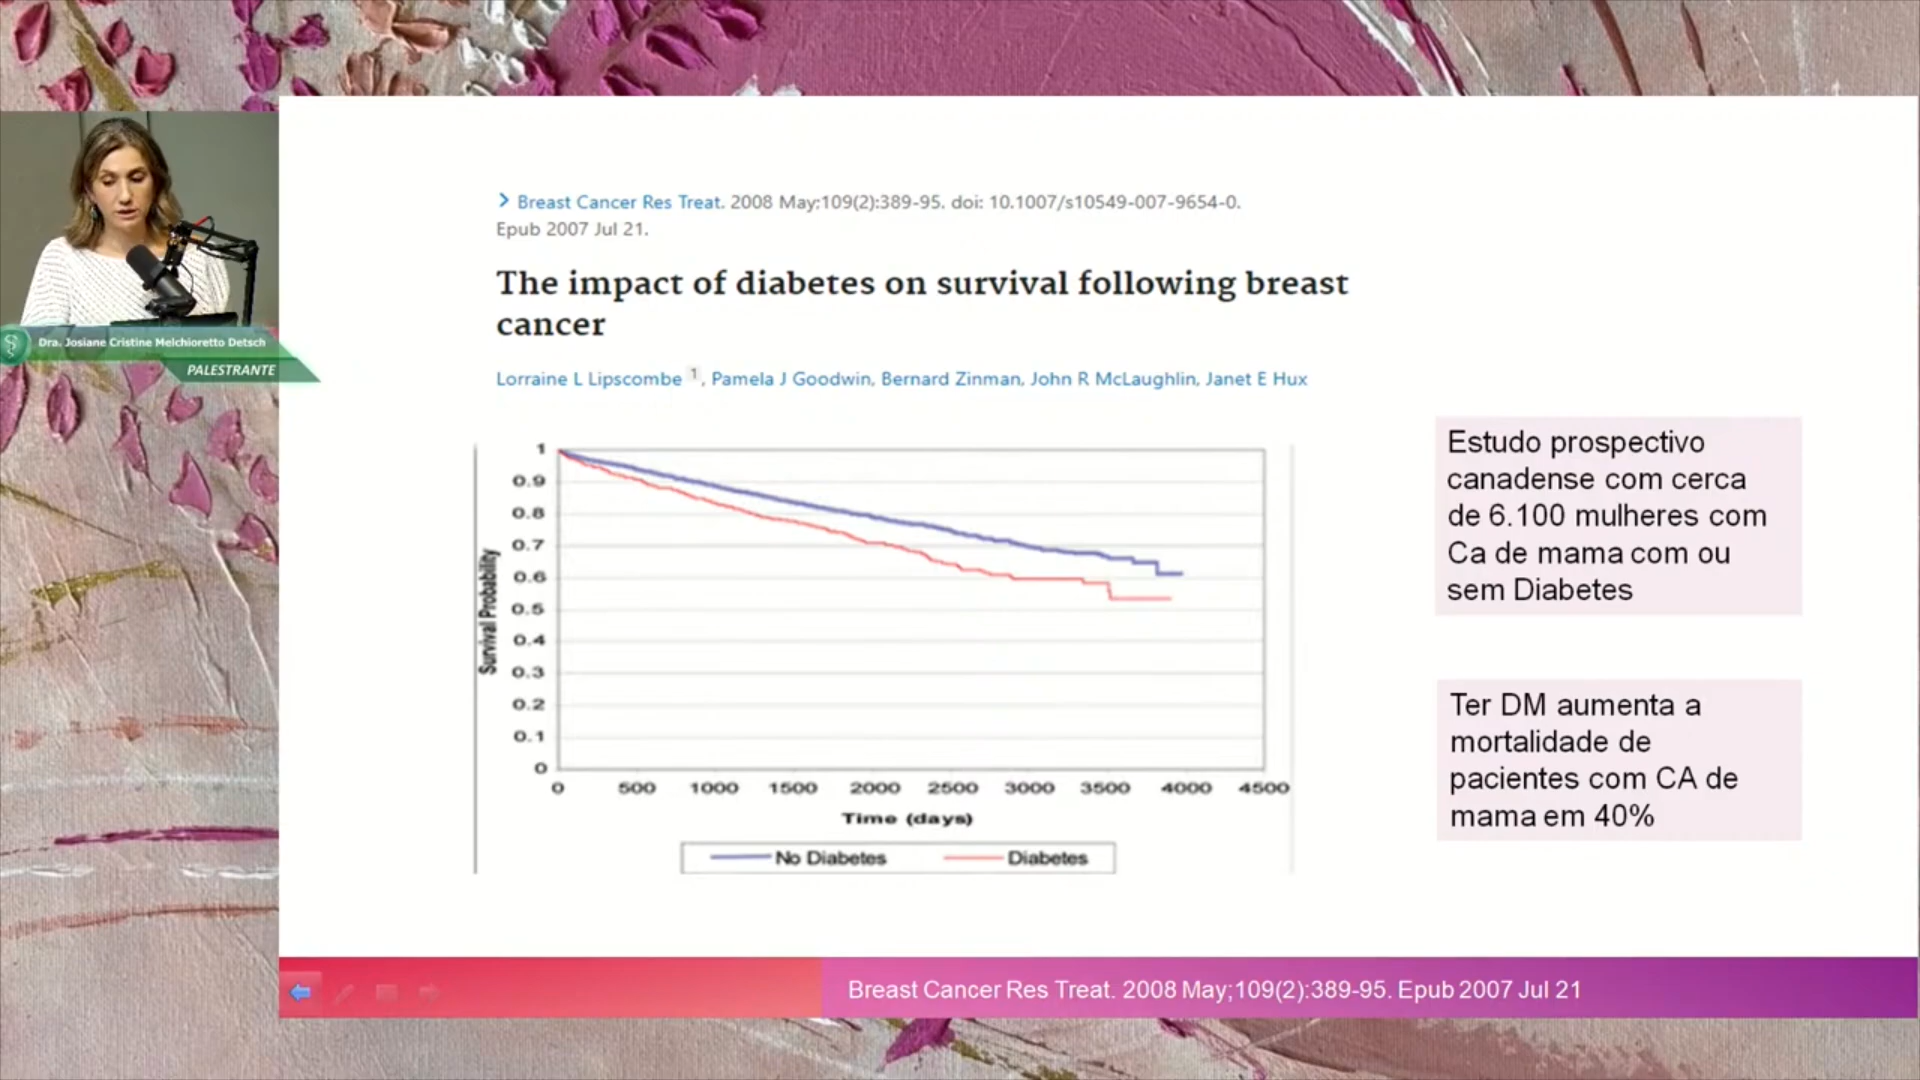 Breast Cancer Res Treat. 2008 May;109(2):389-95. doi: 10.1007/s10549-007-9654-0.
Epub 2007 Jul 21.
The impact of diabetes on survival following breast
cancer
Lorraine L Lipscombe 1, Pamela J Goodwin, Bernard Zinman, John R McLaughlin, Janet E Hux
Dra. Josiane Cristine Melchioretto Detsch
PALESTRANTE
Survival Probability
1
0.9
0.8
0.7
0.6
0.5
0.4
0.3
0.2
0.1
0
0 500 1000 1500 2000 2500 3000 3500 4000 4500
Time (days)
No Diabetes Diabetes
Estudo prospectivo
canadense com cerca
de 6.100 mulheres com
Ca de mama com ou
sem Diabetes
Ter DM aumenta a
mortalidade de
pacientes com CA de
mama em 40%
Breast Cancer Res Treat. 2008 May;109(2):389-95. Epub 2007 Jul 21